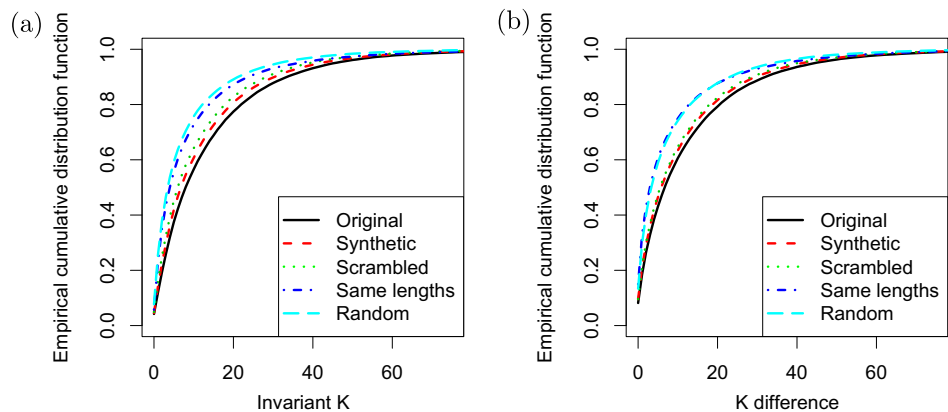 (a)
Empirical cumulative distribution function
1.0
0.8
0.6
0.4
0.2
0.0
Original
Synthetic
Scrambled
Same lengths
Random
0 20 40 60
Invariant K
(b)
Empirical cumulative distribution function
1.0
0.8
0.6
0.4
0.2
0.0
Original
Synthetic
Scrambled
Same lengths
Random
0 20 40 60
K difference